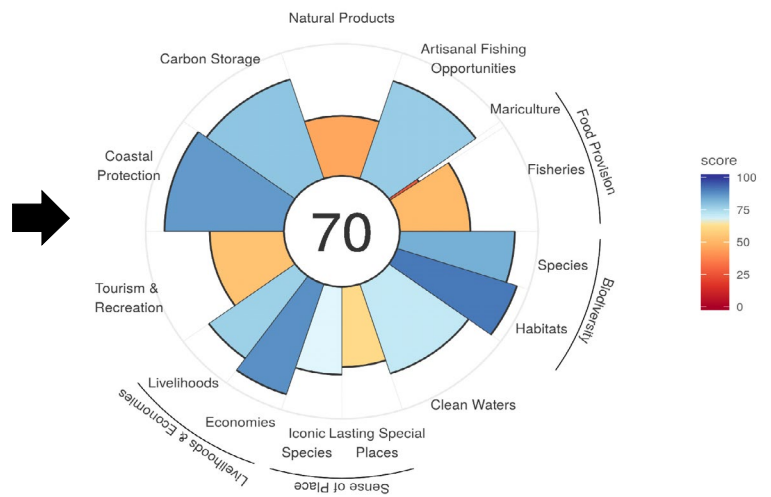 Natural Products
Artisanal Fishing
Opportunities
Carbon Storage
Mariculture
Food Provision
Fisheries
Coastal
Protection
70
score
100
75
50
25
0
Species
Biodiversity
Habitats
Tourism &
Recreation
Livelihoods
Livelihoods & Economies
Economies
Clean Waters
Iconic
Species
Lasting Special
Places
Sense of Place